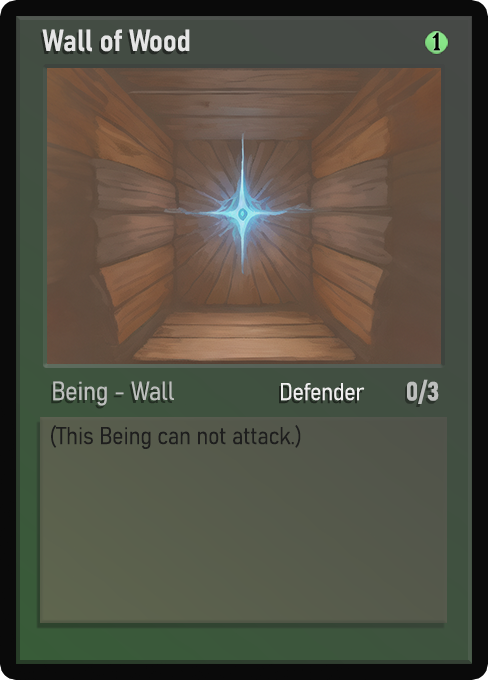 Wall of Wood 1
Being - Wall Defender 0/3
(This Being can not attack.)